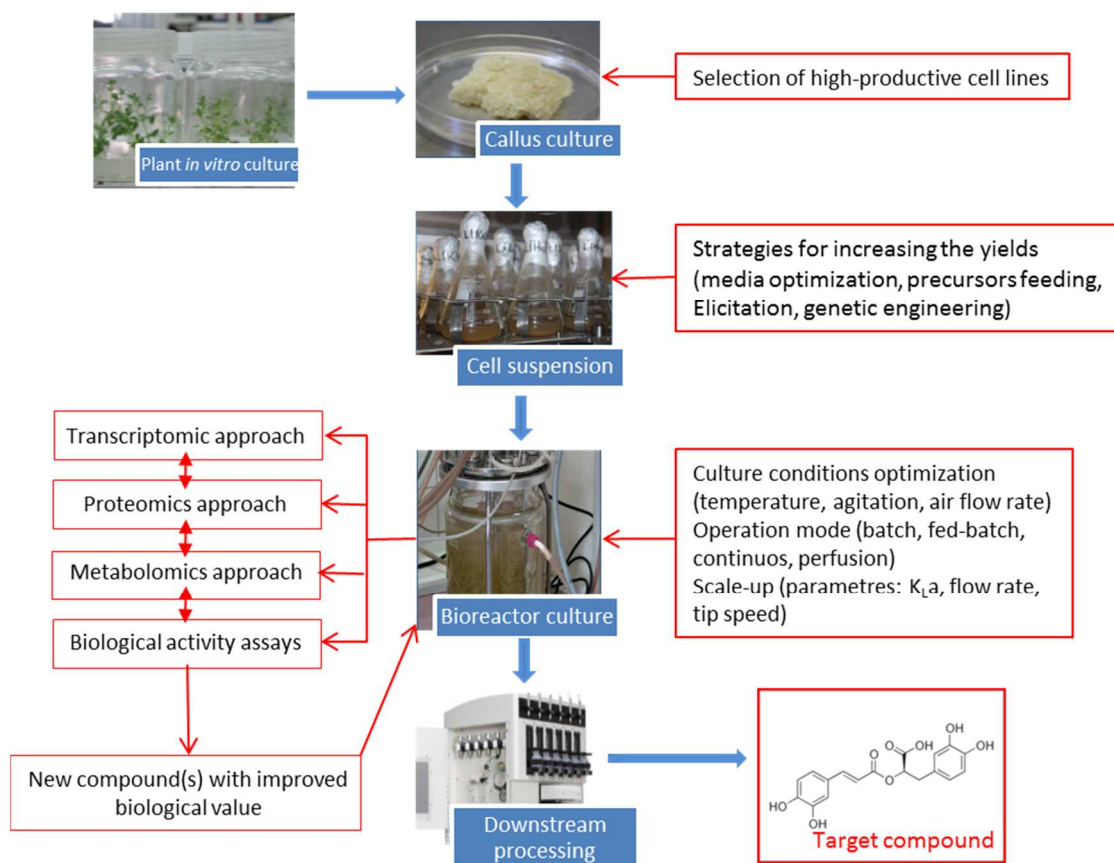 Plant in vitro culture
Callus culture
Selection of high-productive cell lines
Cell suspension
Strategies for increasing the yields
(media optimization, precursors feeding,
Elicitation, genetic engineering)
Transcriptomic approach
Proteomics approach
Metabolomics approach
Biological activity assays
Bioreactor culture
Culture conditions optimization
(temperature, agitation, air flow rate)
Operation mode (batch, fed-batch,
continuos, perfusion)
Scale-up (parametres: KLa, flow rate,
tip speed)
New compound(s) with improved
biological value
Downstream
processing
O
OH
OH
OH
O
O
HO
OH
Target compound